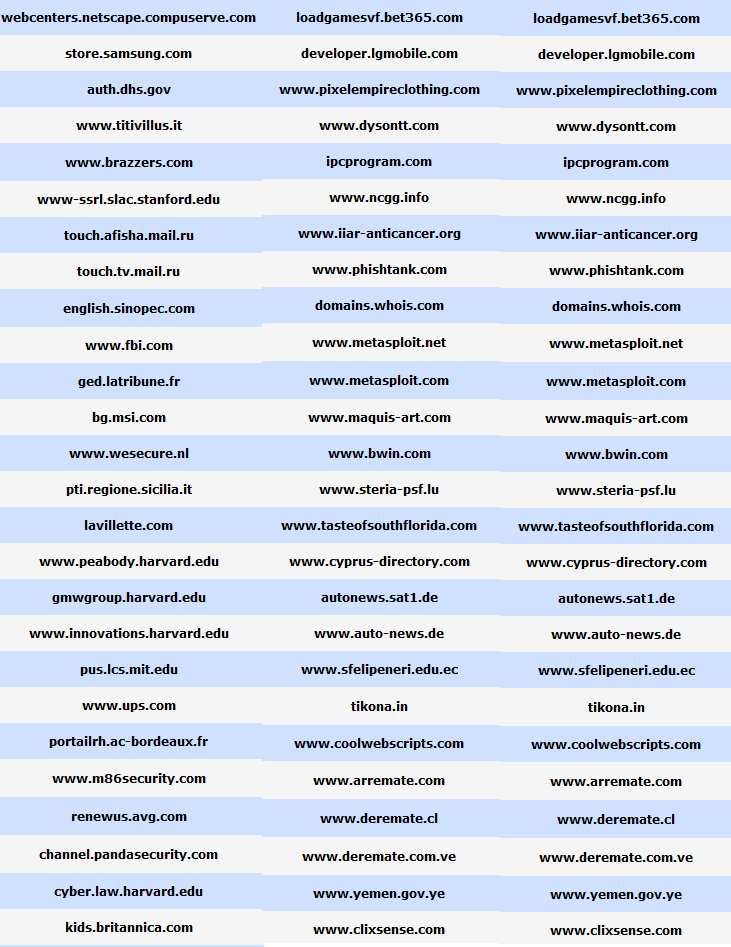 webcenters.netscape.compuserve.com loadgamesvf.bet365.com loadgamesvf.bet365.com
store.samsung.com developer.lgmobile.com developer.lgmobile.com
auth.dhs.gov www.pixelempireclothing.com www.pixelempireclothing.com
www.titivillus.it www.dysontt.com www.dysontt.com
www.brazzers.com ipcprogram.com ipcprogram.com
www-ssrl.slac.stanford.edu www.ncgg.info www.ncgg.info
touch.afisha.mail.ru www.iiar-anticancer.org www.iiar-anticancer.org
touch.tv.mail.ru www.phishtank.com www.phishtank.com
english.sinopec.com domains.whois.com domains.whois.com
www.fbi.com www.metasploit.net www.metasploit.net
ged.latribune.fr www.metasploit.com www.metasploit.com
bg.msi.com www.maquis-art.com www.maquis-art.com
www.wesecure.nl www.bwin.com www.bwin.com
pti.regione.sicilia.it www.steria-psf.lu www.steria-psf.lu
lavillette.com www.tasteofsouthflorida.com www.tasteofsouthflorida.com
www.peabody.harvard.edu www.cyprus-directory.com www.cyprus-directory.com
gmwgroup.harvard.edu autonews.sat1.de autonews.sat1.de
www.innovations.harvard.edu www.auto-news.de www.auto-news.de
pus.lcs.mit.edu www.sfelipeneri.edu.ec www.sfelipeneri.edu.ec
www.ups.com tikona.in tikona.in
portailrh.ac-bordeaux.fr www.coolwebscripts.com www.coolwebscripts.com
www.m86security.com www.arremate.com www.arremate.com
renewus.avg.com www.deremate.cl www.deremate.cl
channel.pandasecurity.com www.deremate.com.ve www.deremate.com.ve
cyber.law.harvard.edu www.yemen.gov.ye www.yemen.gov.ye
kids.britannica.com www.clixsense.com www.clixsense.com